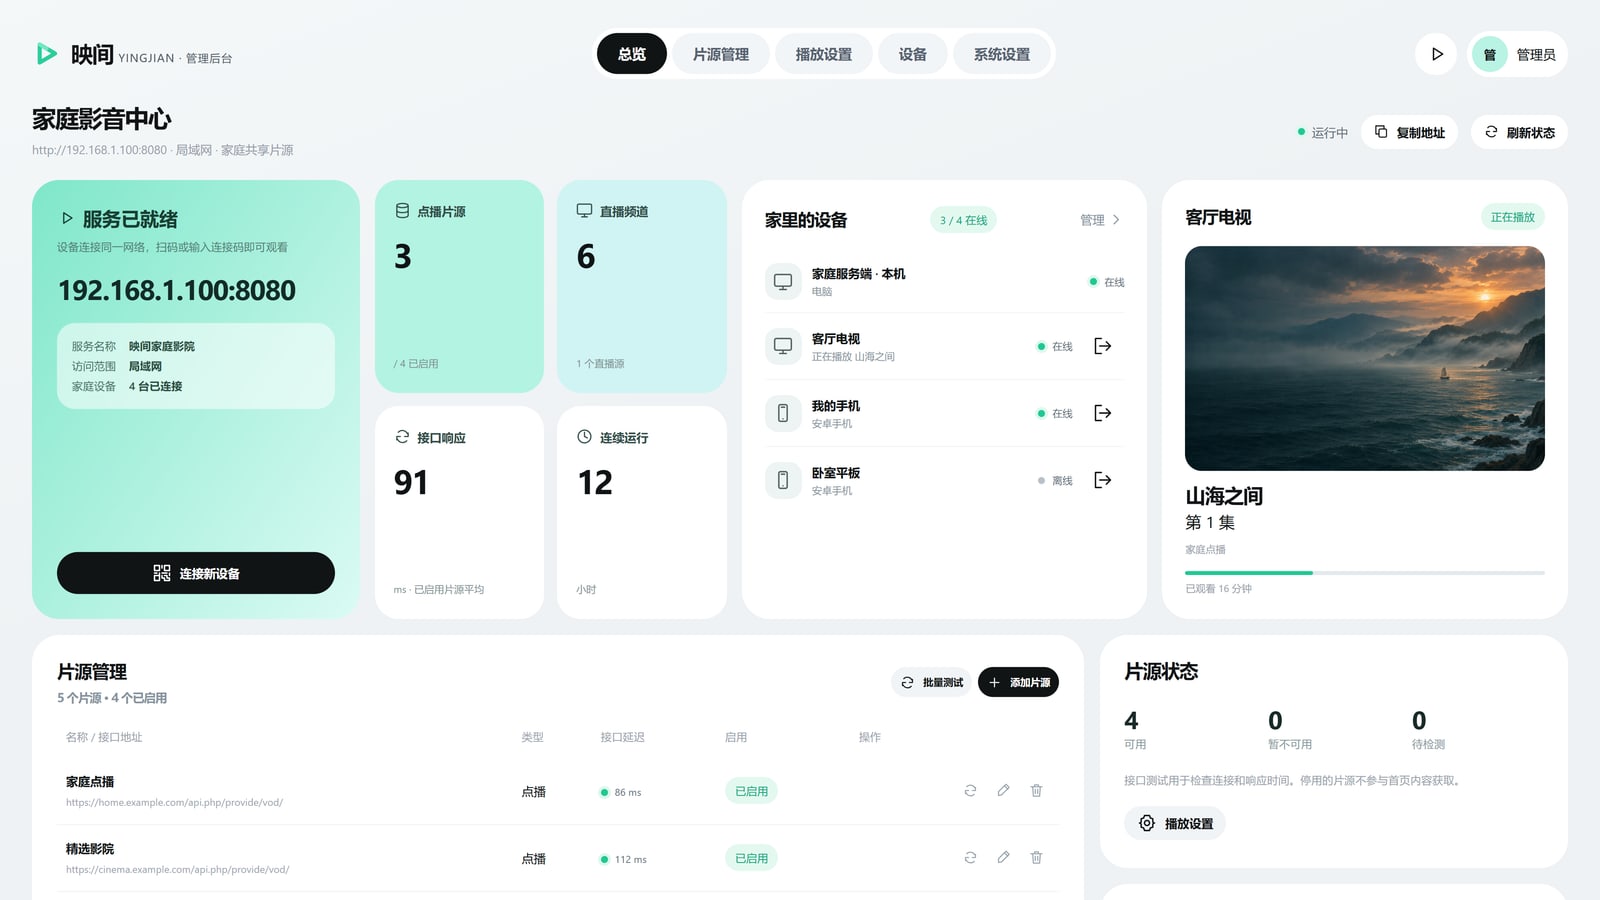 映间 YINGJIAN · 管理后台
总览
片源管理
播放设置
设备
系统设置
管
管理员
家庭影音中心
http://192.168.1.100:8080 · 局域网 · 家庭共享片源
运行中
复制地址
刷新状态
服务已就绪
设备连接同一网络，扫码或输入连接码即可观看
192.168.1.100:8080
服务名称 映间家庭影院
访问范围 局域网
家庭设备 4 台已连接
连接新设备
点播片源
3
/ 4 已启用
直播频道
6
1 个直播源
接口响应
91
ms · 已启用片源平均
连续运行
12
小时
家里的设备
3 / 4 在线
管理
家庭服务端 · 本机
电脑
在线
客厅电视
正在播放 山海之间
在线
我的手机
安卓手机
在线
卧室平板
安卓手机
离线
客厅电视
正在播放
山海之间
第 1 集
家庭点播
已观看 16 分钟
片源管理
5 个片源 • 4 个已启用
批量测试
添加片源
名称 / 接口地址 类型 接口延迟 启用 操作
家庭点播
https://home.example.com/api.php/provide/vod/
点播
86 ms
已启用
精选影院
https://cinema.example.com/api.php/provide/vod/
点播
112 ms
已启用
片源状态
4 0 0
可用 暂不可用 待检测
接口测试用于检查连接和响应时间。停用的片源不参与首页内容获取。
播放设置